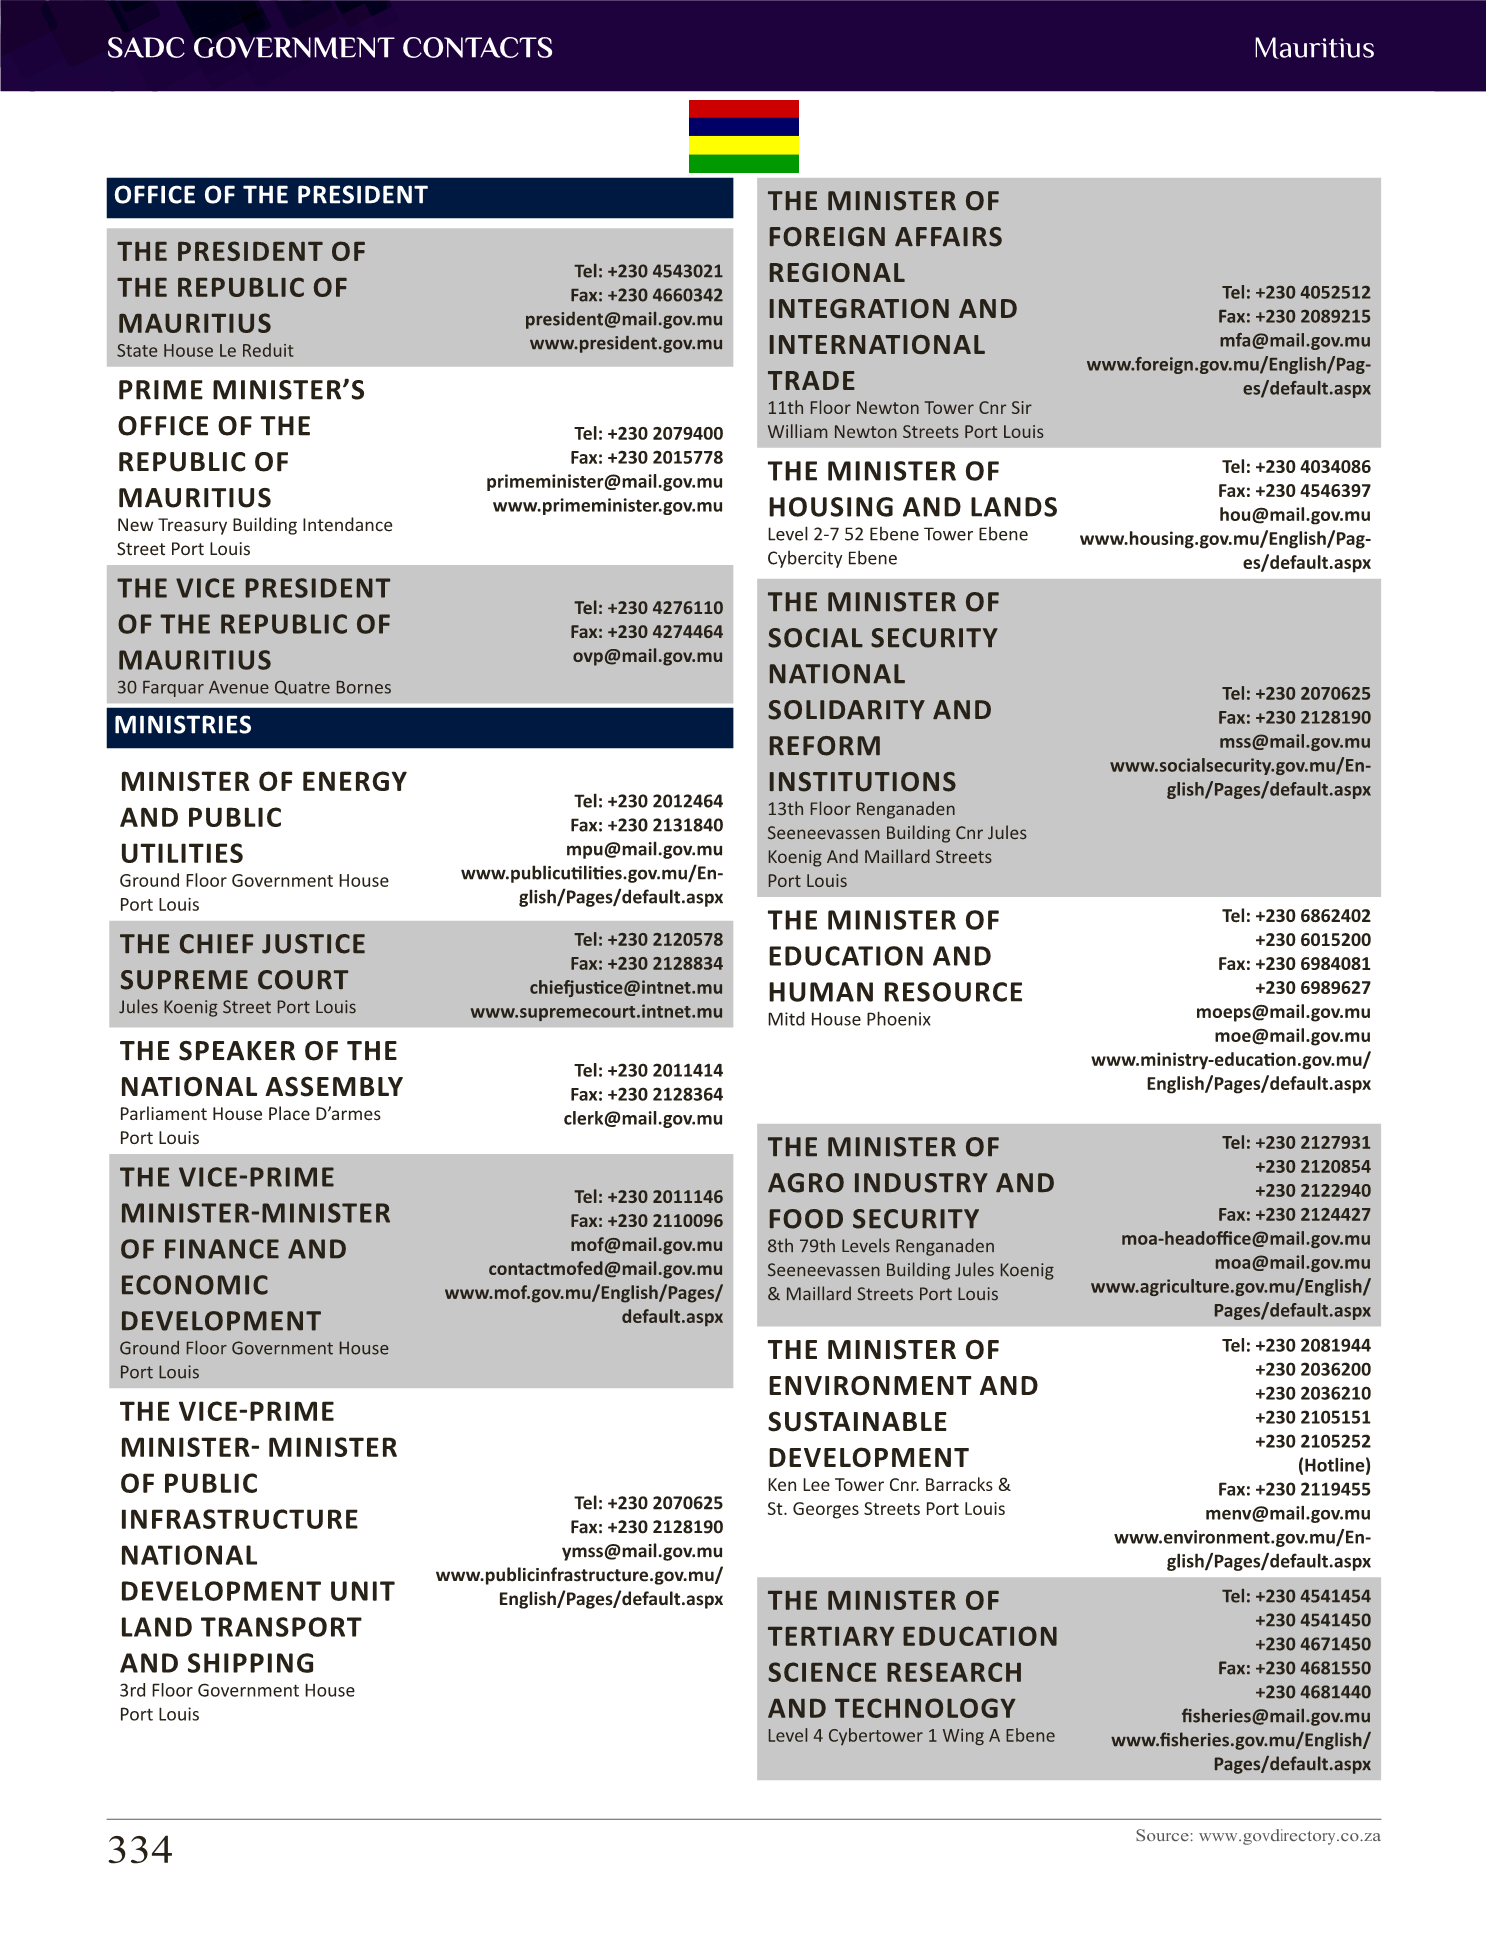 SADC GOVERNMENT CONTACTS
Mauritius
OFFICE OF THE PRESIDENT
THE PRESIDENT OF
THE REPUBLIC OF
MAURITIUS
State House Le Reduit
Tel: +230 4543021
Fax: +230 4660342
president@mail.gov.mu
www.president.gov.mu
PRIME MINISTER’S
OFFICE OF THE
REPUBLIC OF
MAURITIUS
New Treasury Building Intendance
Street Port Louis
Tel: +230 2079400
Fax: +230 2015778
primeminister@mail.gov.mu
www.primeminister.gov.mu
THE VICE PRESIDENT
OF THE REPUBLIC OF
MAURITIUS
30 Farquar Avenue Quatre Bornes
Tel: +230 4276110
Fax: +230 4274464
ovp@mail.gov.mu
MINISTRIES
MINISTER OF ENERGY
AND PUBLIC
UTILITIES
Ground Floor Government House
Port Louis
Tel: +230 2012464
Fax: +230 2131840
mpu@mail.gov.mu
www.publicutilities.gov.mu/En-
glish/Pages/default.aspx
THE CHIEF JUSTICE
SUPREME COURT
Jules Koenig Street Port Louis
Tel: +230 2120578
Fax: +230 2128834
chiefjustice@intnet.mu
www.supremecourt.intnet.mu
THE SPEAKER OF THE
NATIONAL ASSEMBLY
Parliament House Place D’armes
Port Louis
Tel: +230 2011414
Fax: +230 2128364
clerk@mail.gov.mu
THE VICE-PRIME
MINISTER-MINISTER
OF FINANCE AND
ECONOMIC
DEVELOPMENT
Ground Floor Government House
Port Louis
Tel: +230 2011146
Fax: +230 2110096
mof@mail.gov.mu
contactmofed@mail.gov.mu
www.mof.gov.mu/English/Pages/
default.aspx
THE VICE-PRIME
MINISTER- MINISTER
OF PUBLIC
INFRASTRUCTURE
NATIONAL
DEVELOPMENT UNIT
LAND TRANSPORT
AND SHIPPING
3rd Floor Government House
Port Louis
Tel: +230 2070625
Fax: +230 2128190
ymss@mail.gov.mu
www.publicinfrastructure.gov.mu/
English/Pages/default.aspx
THE MINISTER OF
FOREIGN AFFAIRS
REGIONAL
INTEGRATION AND
INTERNATIONAL
TRADE
11th Floor Newton Tower Cnr Sir
William Newton Streets Port Louis
Tel: +230 4052512
Fax: +230 2089215
mfa@mail.gov.mu
www.foreign.gov.mu/English/Pag-
es/default.aspx
THE MINISTER OF
HOUSING AND LANDS
Level 2-7 52 Ebene Tower Ebene
Cybercity Ebene
Tel: +230 4034086
Fax: +230 4546397
hou@mail.gov.mu
www.housing.gov.mu/English/Pag-
es/default.aspx
THE MINISTER OF
SOCIAL SECURITY
NATIONAL
SOLIDARITY AND
REFORM
INSTITUTIONS
13th Floor Renganaden
Seeneevassen Building Cnr Jules
Koenig And Maillard Streets
Port Louis
Tel: +230 2070625
Fax: +230 2128190
mss@mail.gov.mu
www.socialsecurity.gov.mu/En-
glish/Pages/default.aspx
THE MINISTER OF
EDUCATION AND
HUMAN RESOURCE
Mitd House Phoenix
Tel: +230 6862402
+230 6015200
Fax: +230 6984081
+230 6989627
moeps@mail.gov.mu
moe@mail.gov.mu
www.ministry-education.gov.mu/
English/Pages/default.aspx
THE MINISTER OF
AGRO INDUSTRY AND
FOOD SECURITY
8th 79th Levels Renganaden
Seeneevassen Building Jules Koenig
& Maillard Streets Port Louis
Tel: +230 2127931
+230 2120854
+230 2122940
Fax: +230 2124427
moa-headoffice@mail.gov.mu
moa@mail.gov.mu
www.agriculture.gov.mu/English/
Pages/default.aspx
THE MINISTER OF
ENVIRONMENT AND
SUSTAINABLE
DEVELOPMENT
Ken Lee Tower Cnr. Barracks &
St. Georges Streets Port Louis
Tel: +230 2081944
+230 2036200
+230 2036210
+230 2105151
+230 2105252
(Hotline)
Fax: +230 2119455
menv@mail.gov.mu
www.environment.gov.mu/En-
glish/Pages/default.aspx
THE MINISTER OF
TERTIARY EDUCATION
SCIENCE RESEARCH
AND TECHNOLOGY
Level 4 Cybertower 1 Wing A Ebene
Tel: +230 4541454
+230 4541450
+230 4671450
Fax: +230 4681550
+230 4681440
fisheries@mail.gov.mu
www.fisheries.gov.mu/English/
Pages/default.aspx
334
Source: www.govdirectory.co.za